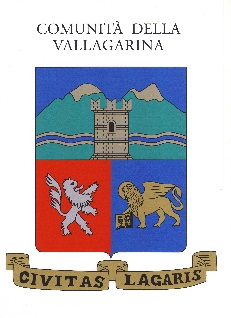 COMUNITÀ DELLA
VALLAGARINA
CIVITAS LAGARIS